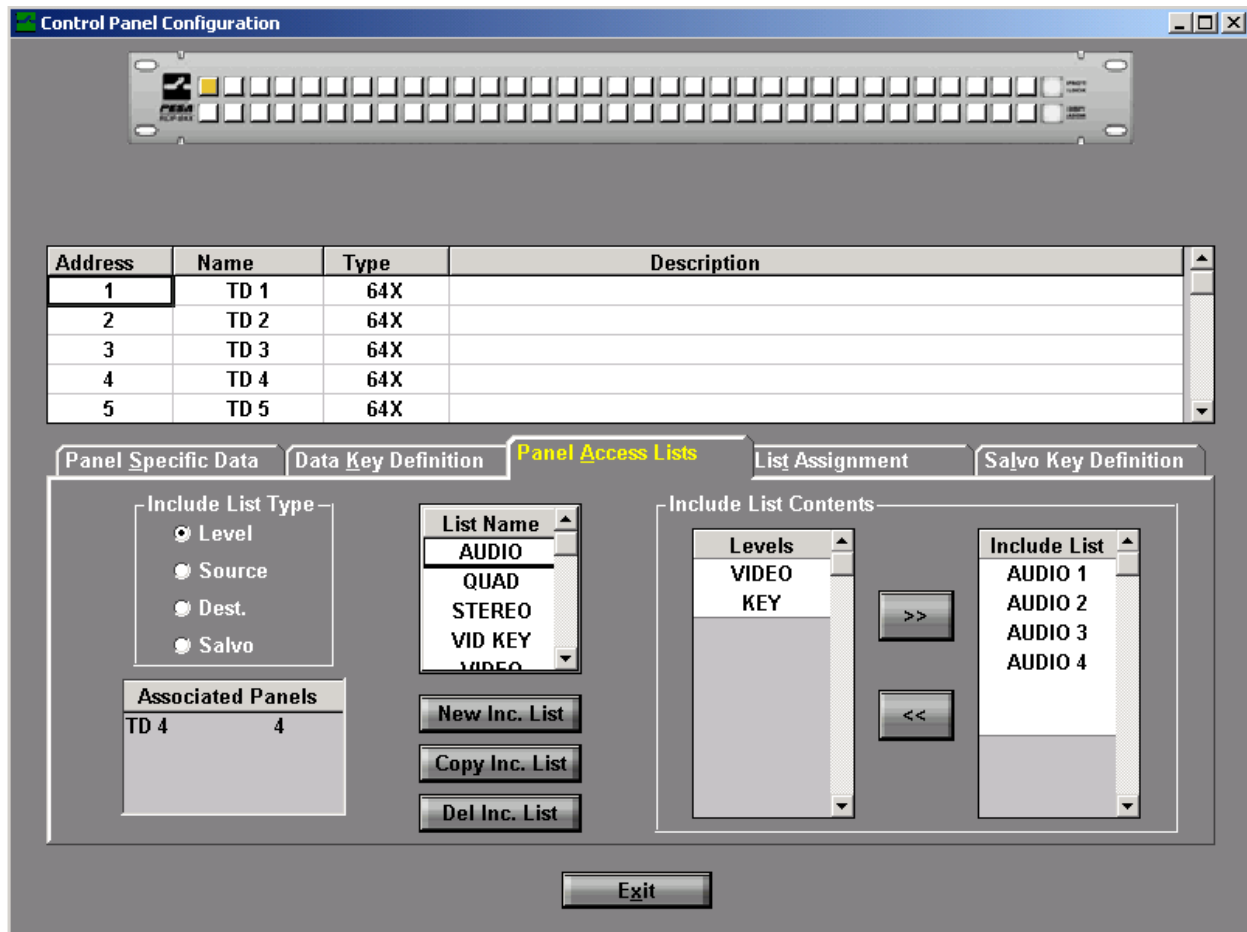 Control Panel Configuration
PESA
Address Name Type Description
1 TD 1 64X
2 TD 2 64X
3 TD 3 64X
4 TD 4 64X
5 TD 5 64X
Panel Specific Data Data Key Definition Panel Access Lists List Assignment Salvo Key Definition
Include List Type
Level
Source
Dest.
Salvo
Associated Panels
TD 4 4
List Name
AUDIO
QUAD
STEREO
VID KEY
VIDEO
New Inc. List
Copy Inc. List
Del Inc. List
Include List Contents
Levels
VIDEO
KEY
>>
<<
Include List
AUDIO 1
AUDIO 2
AUDIO 3
AUDIO 4
Exit